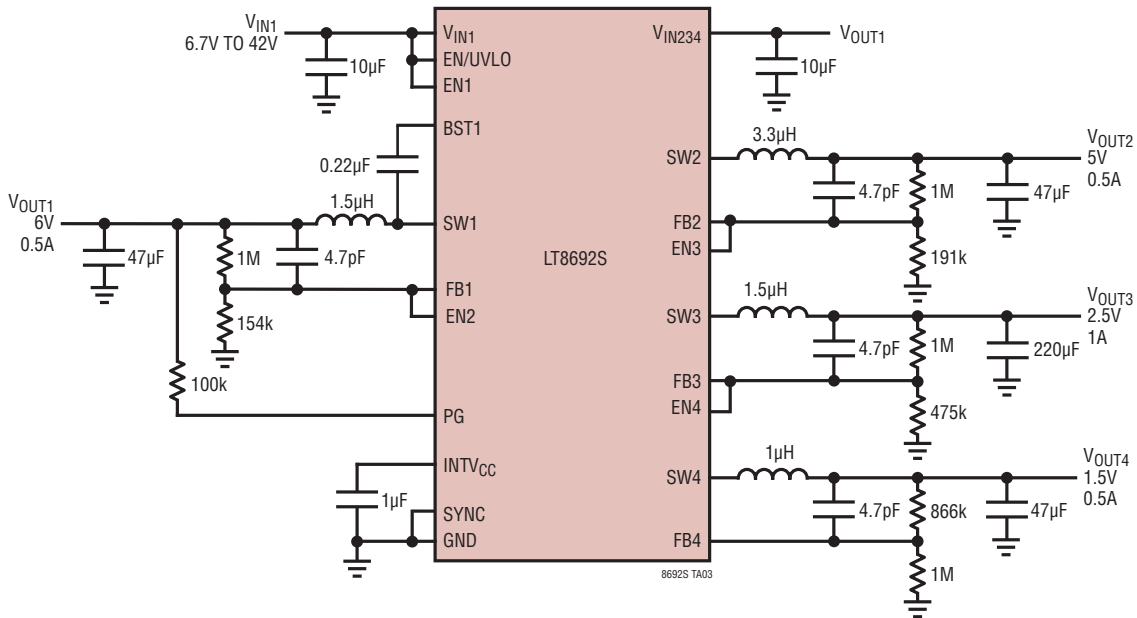 VIN1
6.7V TO 42V
10µF
VIN1
EN/UVLO
EN1
BST1
0.22µF
1.5µH
VOUT1
6V
0.5A
47µF
1M
4.7pF
SW1
FB1
EN2
154k
100k
PG
INTVCC
1µF
SYNC
GND
LT8692S
VIN234
VOUT1
10µF
3.3µH
SW2
VOUT2
5V
0.5A
4.7pF
1M
47µF
FB2
EN3
191k
1.5µH
SW3
VOUT3
2.5V
1A
4.7pF
1M
220µF
FB3
EN4
475k
1µH
SW4
VOUT4
1.5V
0.5A
4.7pF
866k
47µF
FB4
1M
8692S TA03